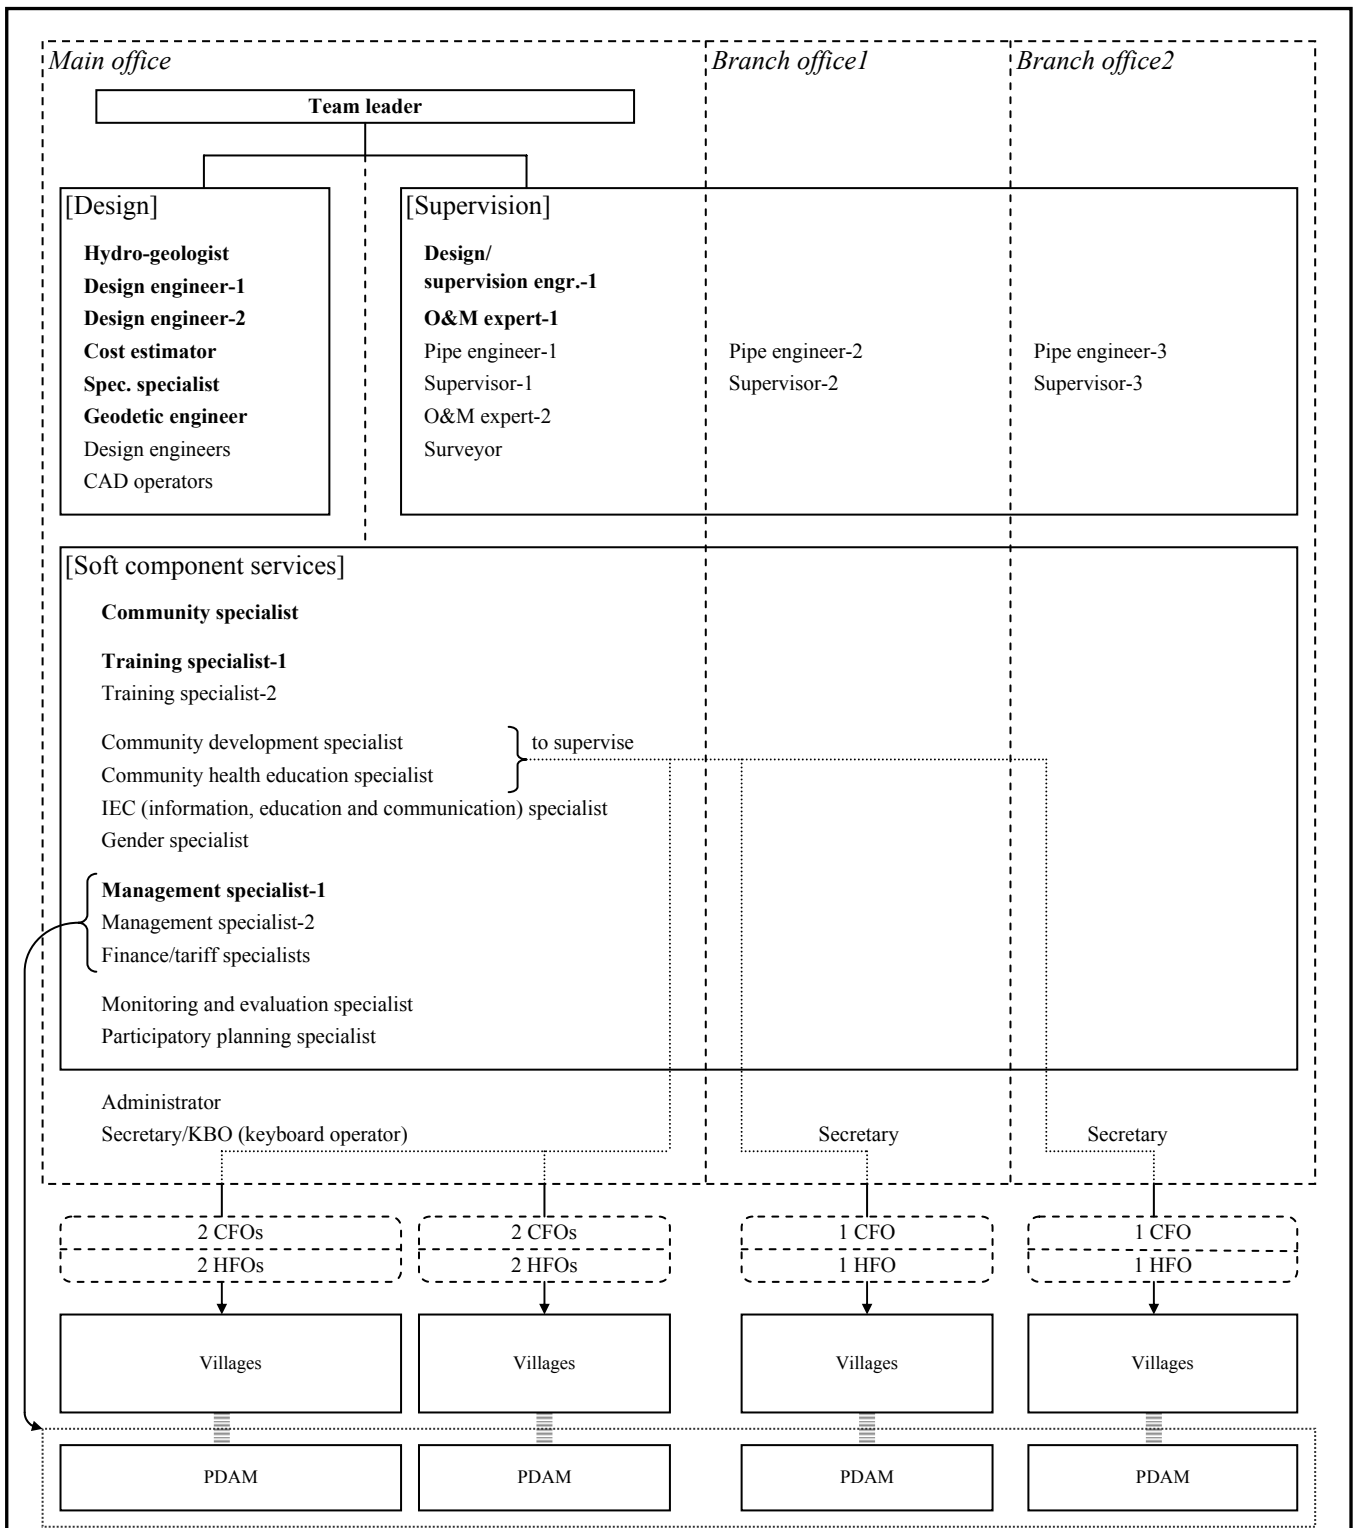 Main office
Branch office1
Branch office2
Team leader
[Design]
Hydro-geologist
Design engineer-1
Design engineer-2
Cost estimator
Spec. specialist
Geodetic engineer
Design engineers
CAD operators
[Supervision]
Design/
supervision engr.-1
O&M expert-1
Pipe engineer-1
Supervisor-1
O&M expert-2
Surveyor
Pipe engineer-2
Supervisor-2
Pipe engineer-3
Supervisor-3
[Soft component services]
Community specialist
Training specialist-1
Training specialist-2
Community development specialist
Community health education specialist
to supervise
IEC (information, education and communication) specialist
Gender specialist
Management specialist-1
Management specialist-2
Finance/tariff specialists
Monitoring and evaluation specialist
Participatory planning specialist
Administrator
Secretary/KBO (keyboard operator)
Secretary
Secretary
2 CFOs
2 HFOs
2 CFOs
2 HFOs
1 CFO
1 HFO
1 CFO
1 HFO
Villages
Villages
Villages
Villages
PDAM
PDAM
PDAM
PDAM